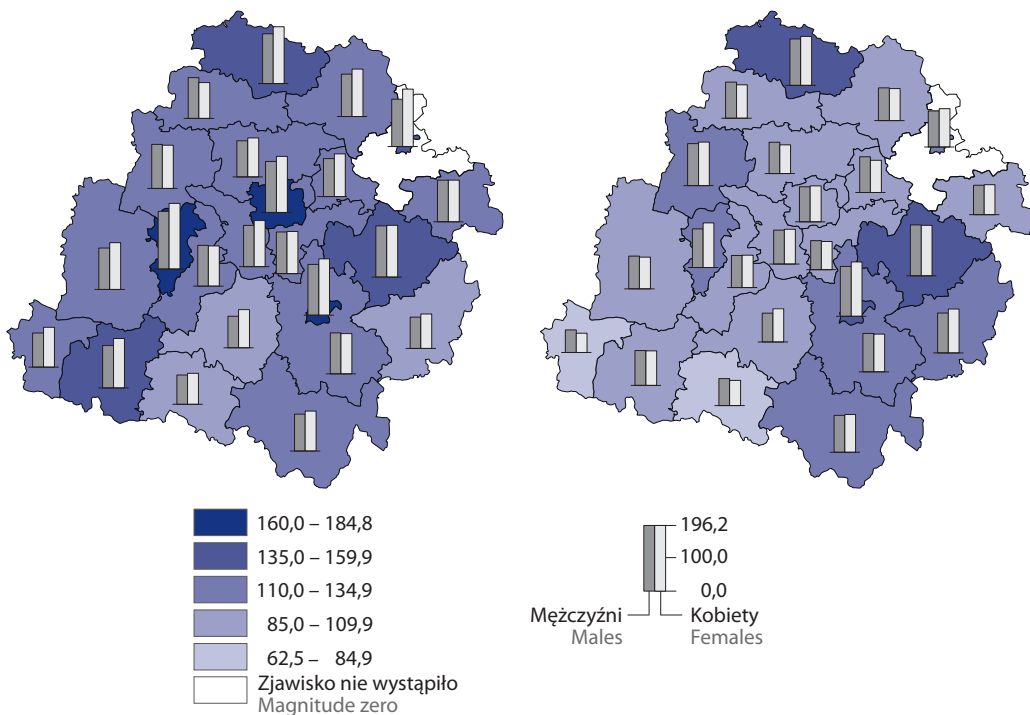 160,0 – 184,8
135,0 – 159,9
110,0 – 134,9
85,0 – 109,9
62,5 – 84,9
Zjawisko nie wystąpiło
Magnitude zero
196,2
100,0
0,0
Mężczyźni
Males
Kobiety
Females